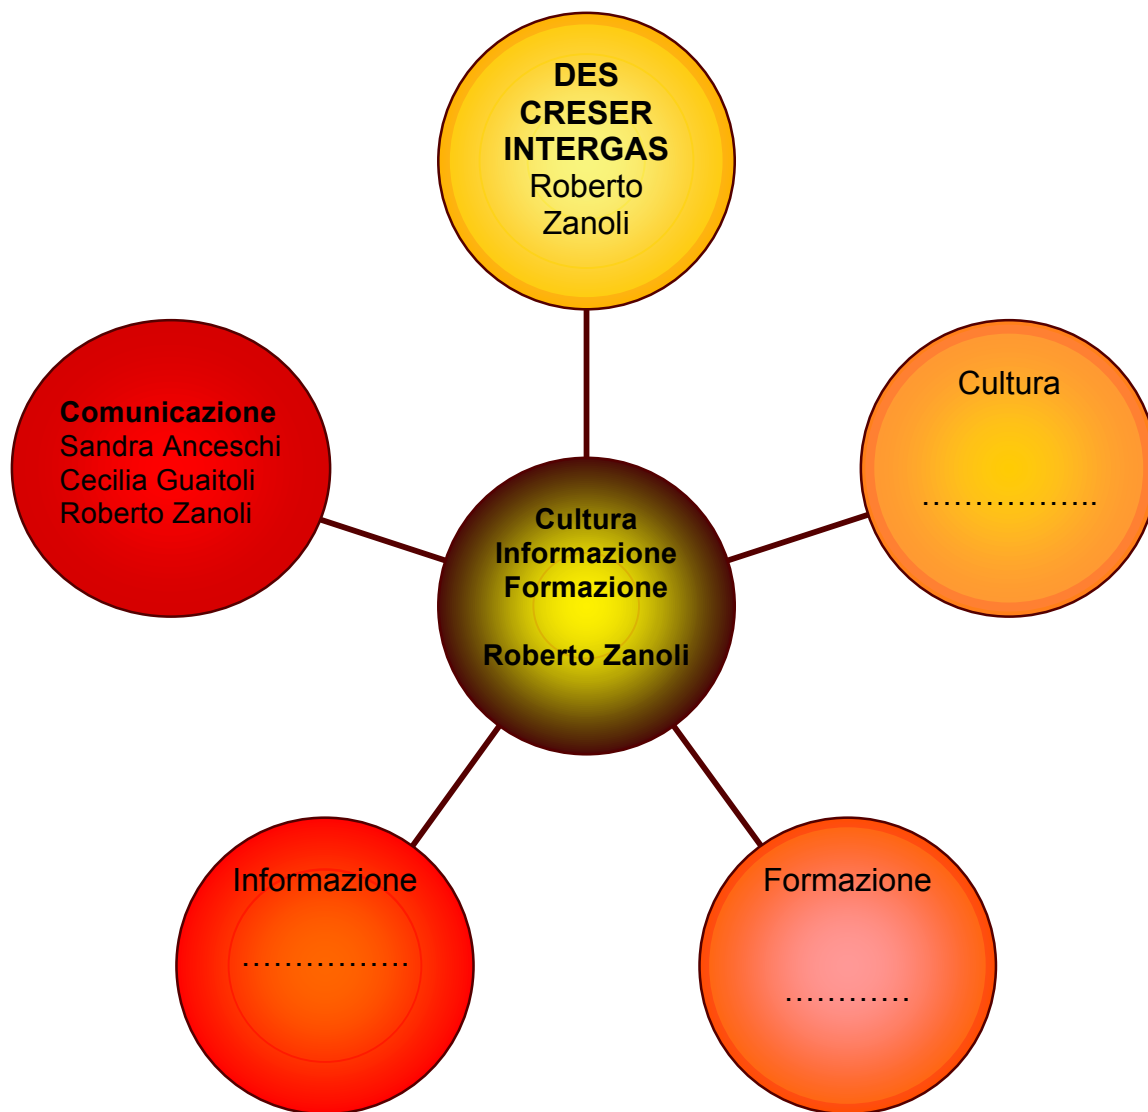 DES
CRESER
INTERGAS
Roberto
Zanoli
Cultura
.................
Comunicazione
Sandra Anceschi
Cecilia Guaitoli
Roberto Zanoli
Cultura
Informazione
Formazione
Roberto Zanoli
Informazione
................
Formazione
............